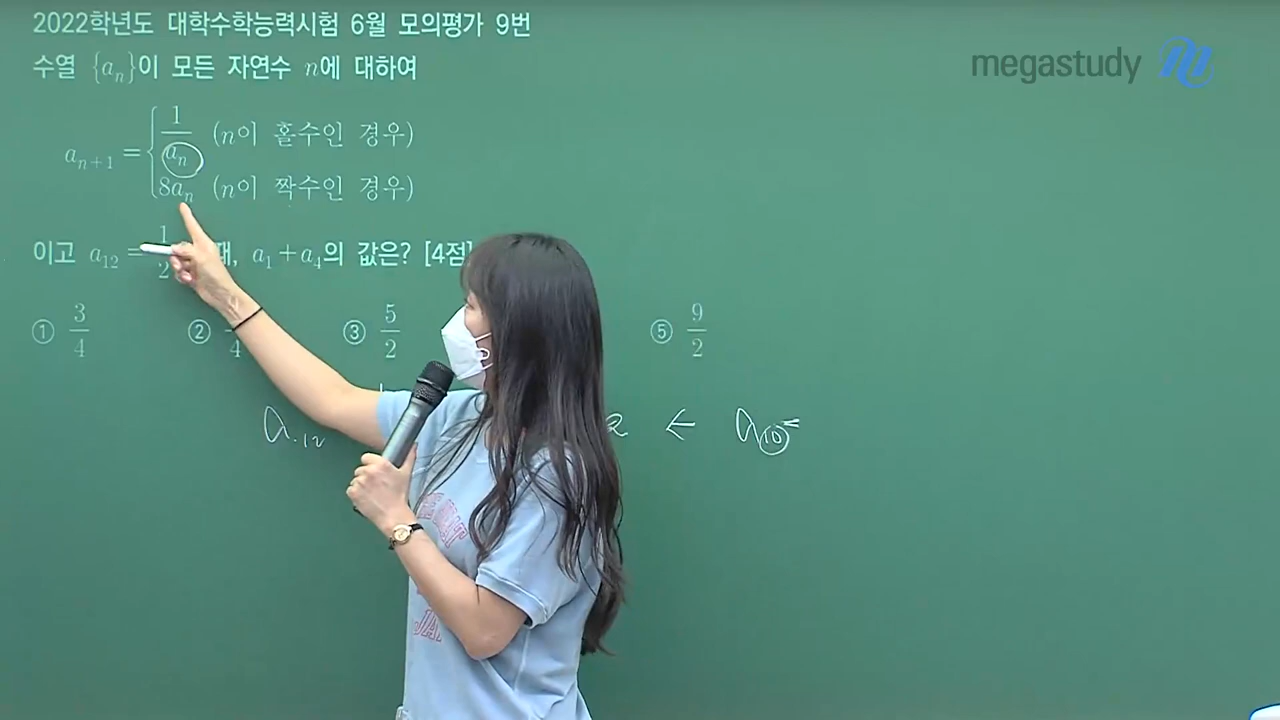 2022학년도 대학수학능력시험 6월 모의평가 9번
수열 {aₙ}이 모든 자연수 n에 대하여
megastudy
aₙ₊₁ = { 1/aₙ (n이 홀수인 경우)
8aₙ (n이 짝수인 경우)
이고 a₁₂ = 1/2 때, a₁+a₄의 값은? [4점]
① 3/4 ② /4 ③ 5/2 ⑤ 9/2
a₁₂ 2 ← a₁₀=